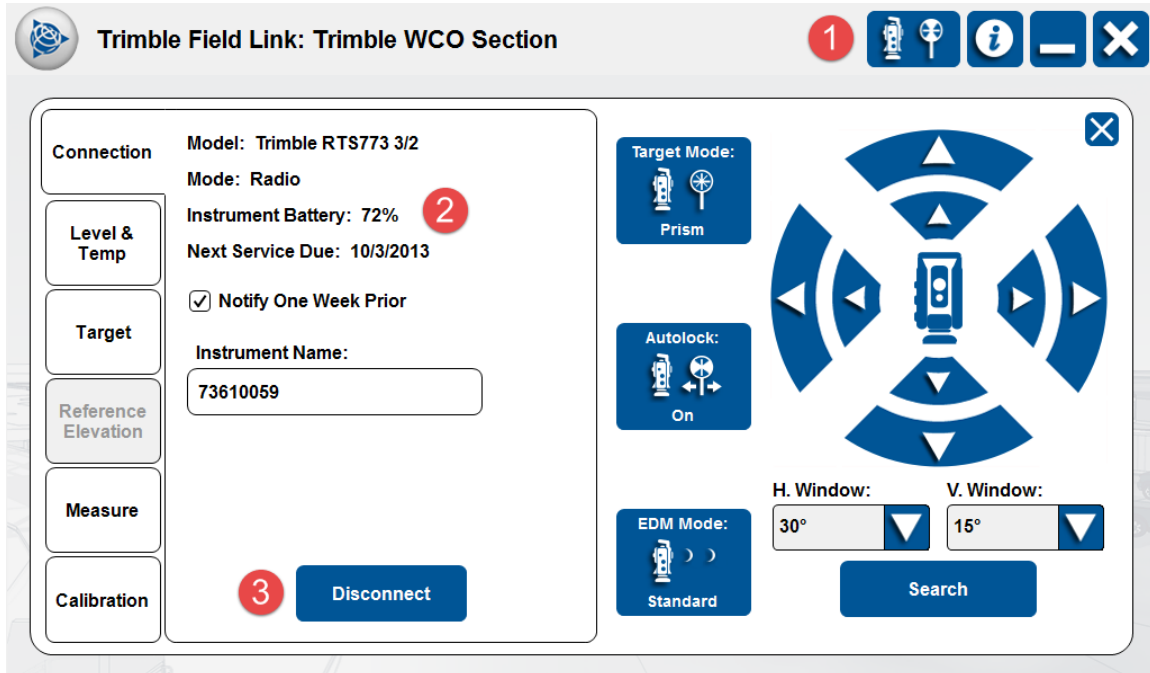 Trimble Field Link: Trimble WCO Section
1
i
Connection
Level &
Temp
Target
Reference
Elevation
Measure
Calibration
Model: Trimble RTS773 3/2
Mode: Radio
Instrument Battery: 72%
2
Next Service Due: 10/3/2013
Notify One Week Prior
Instrument Name:
73610059
3
Disconnect
Target Mode:
Prism
Autolock:
On
EDM Mode:
Standard
H. Window:
30°
V. Window:
15°
Search